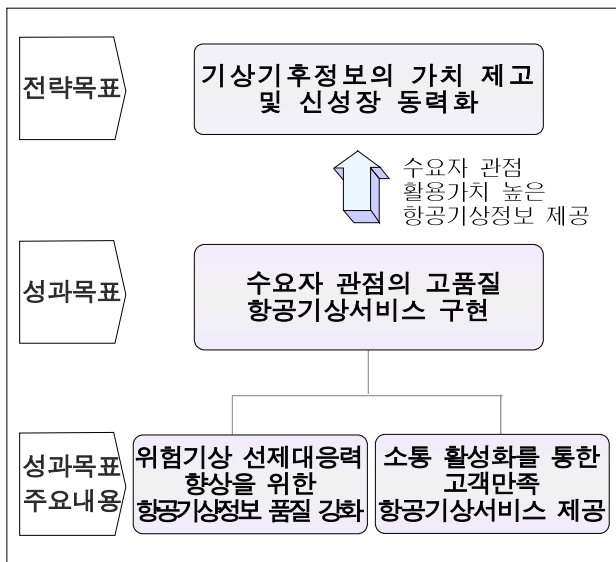 전략목표
기상기후정보의 가치 제고
및 신성장 동력화
수요자 관점
활용가치 높은
항공기상정보 제공
성과목표
수요자 관점의 고품질
항공기상서비스 구현
성과목표
주요내용
위험기상 선제대응력
향상을 위한
항공기상정보 품질 강화
소통 활성화를 통한
고객만족
항공기상서비스 제공